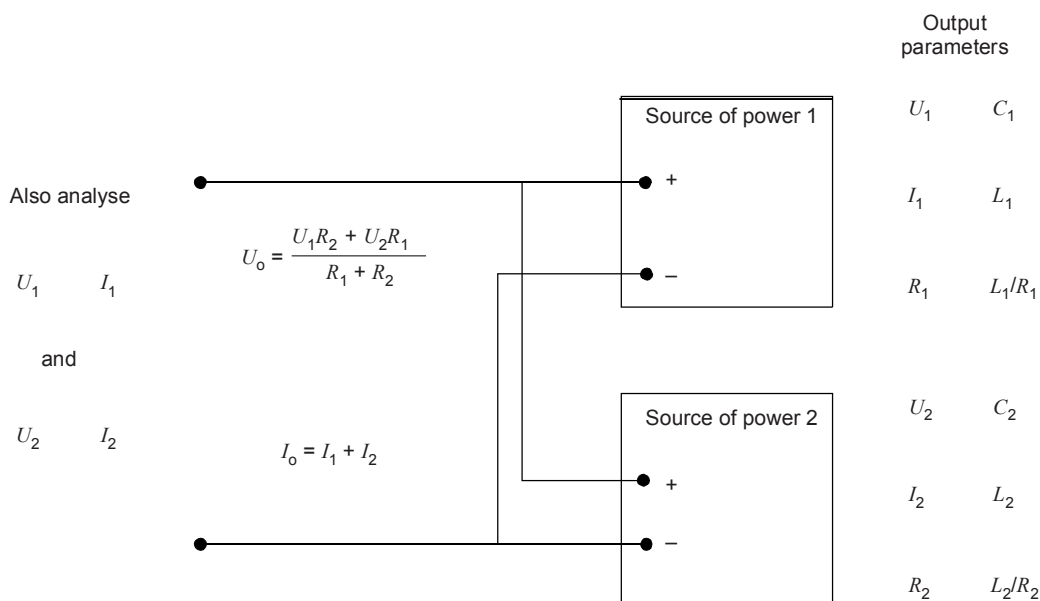 Output
parameters
Source of power 1
U₁ C₁
+
Also analyse
I₁ L₁
Uₒ = (U₁R₂ + U₂R₁) / (R₁ + R₂)
–
U₁ I₁
R₁ L₁/R₁
and
Source of power 2
U₂ C₂
U₂ I₂
Iₒ = I₁ + I₂
+
I₂ L₂
–
R₂ L₂/R₂